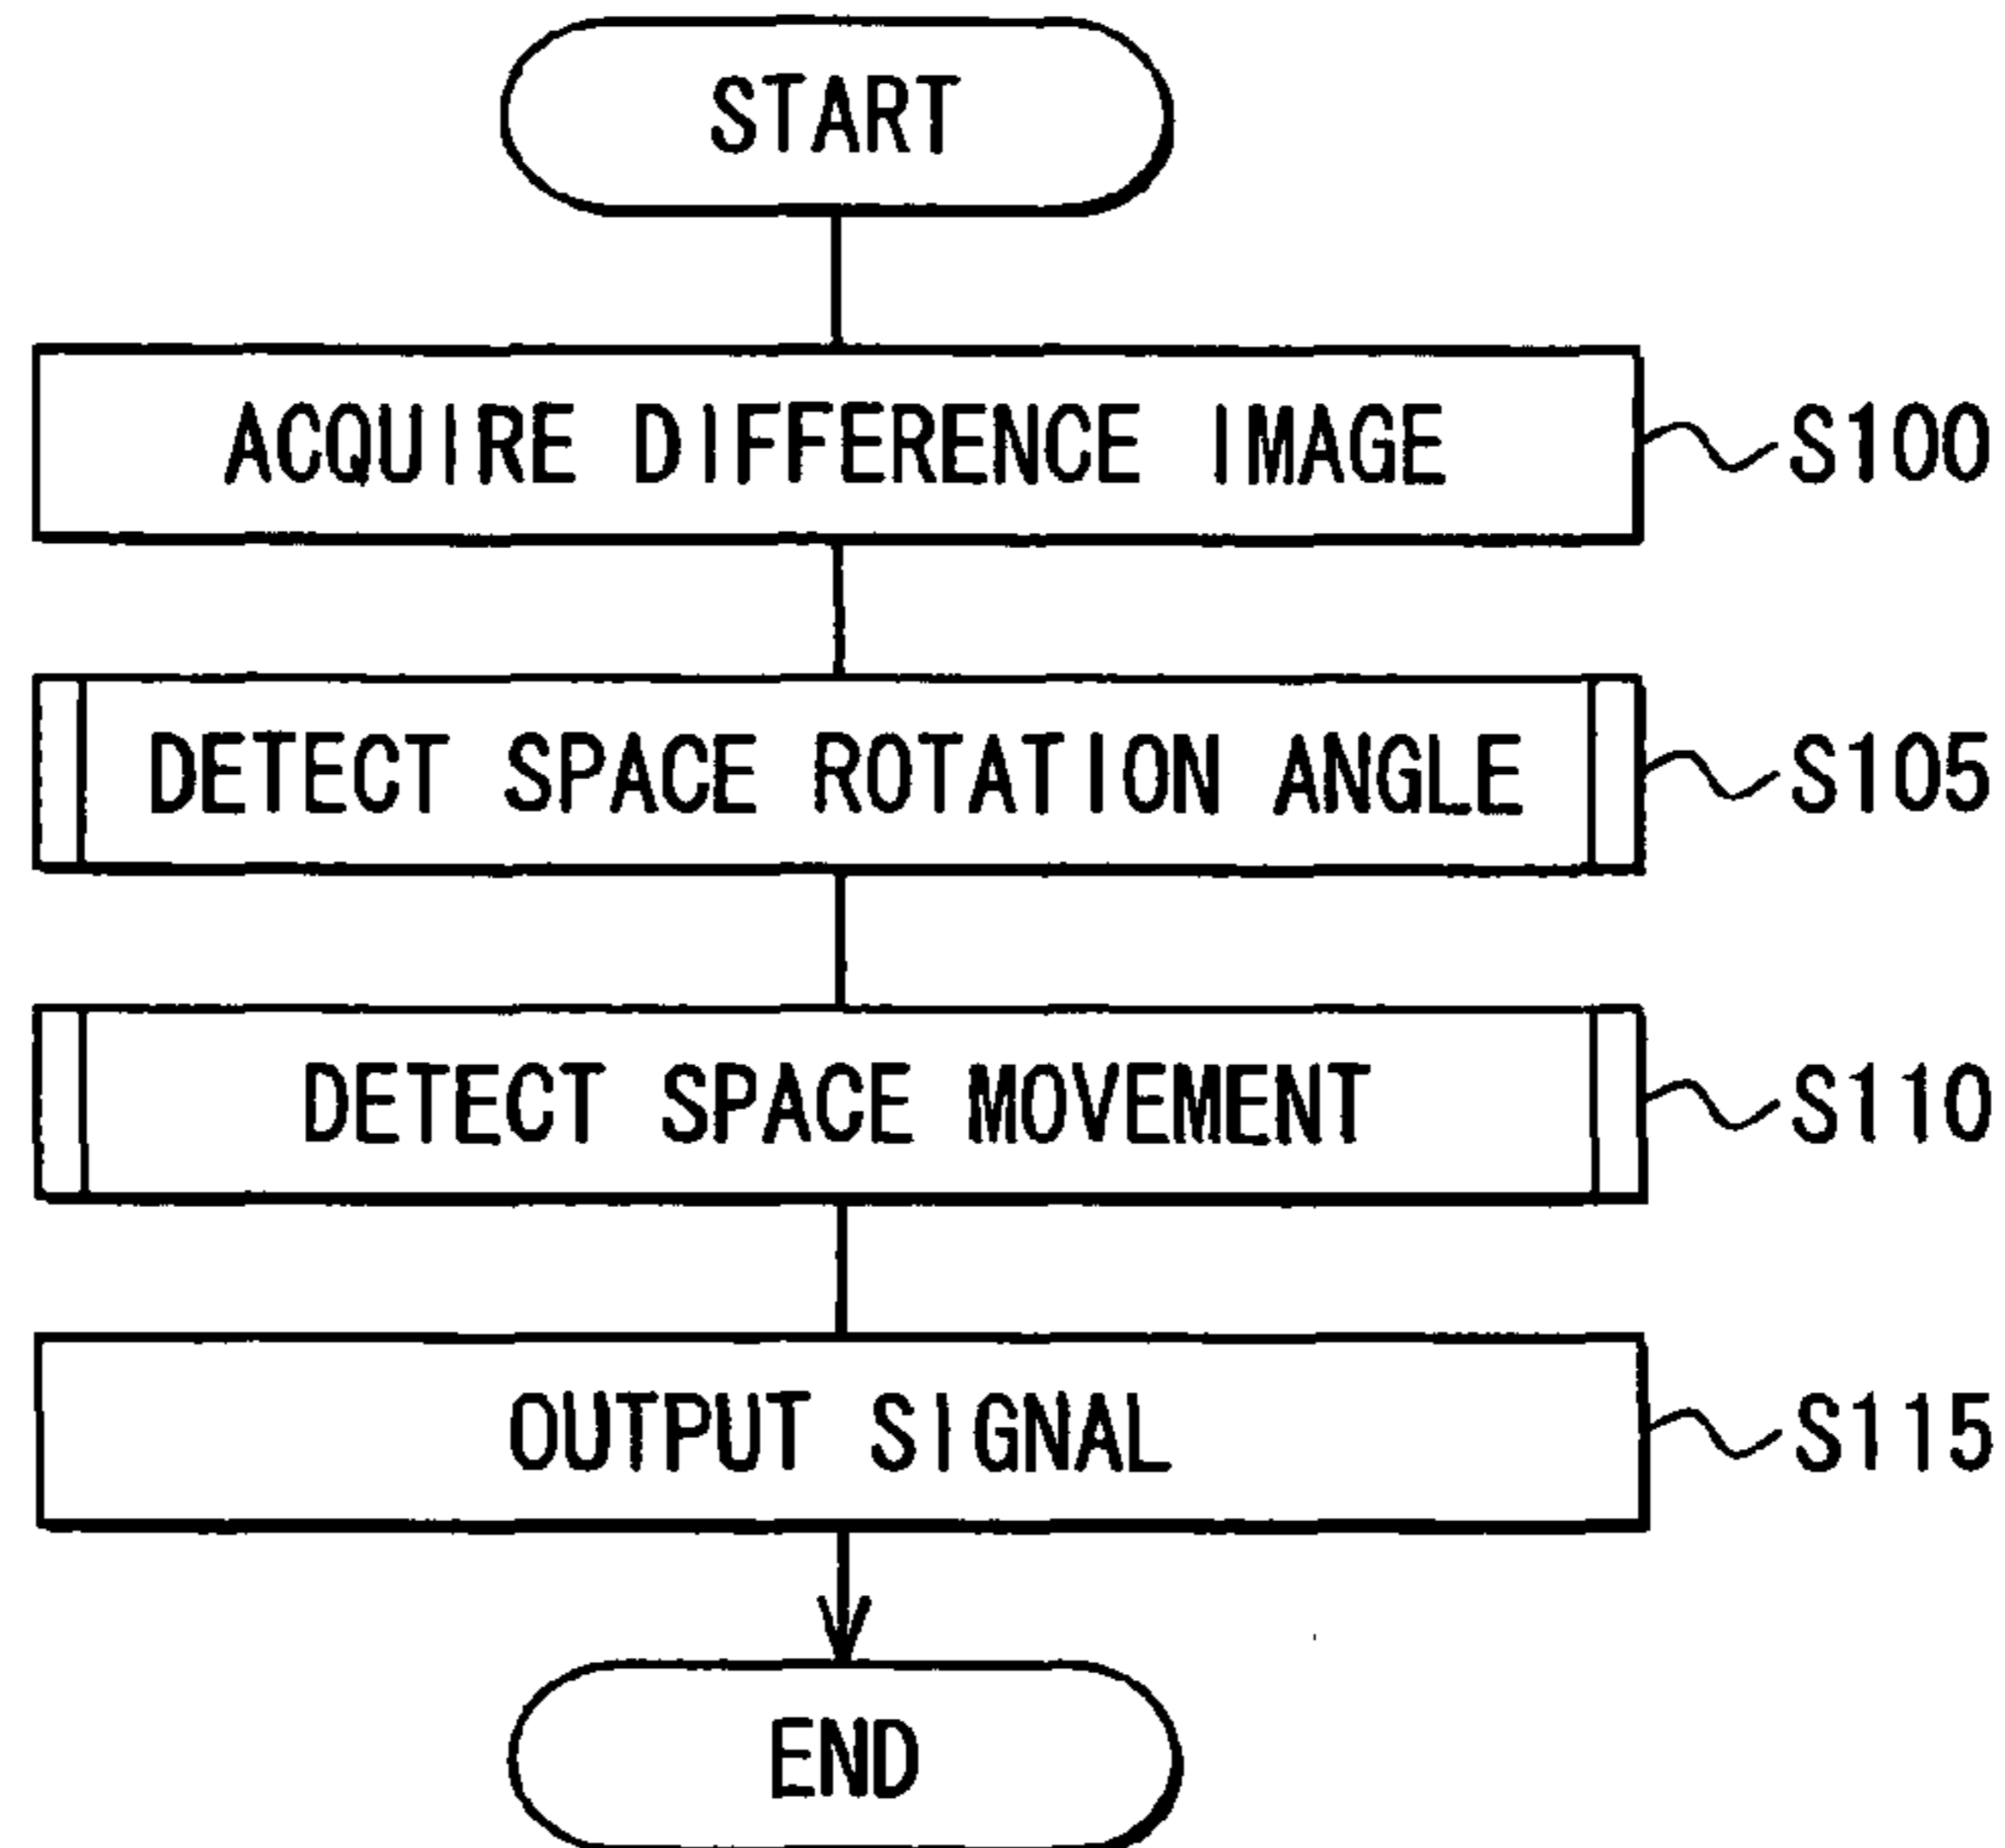 START
ACQUIRE DIFFERENCE IMAGE
S100
DETECT SPACE ROTATION ANGLE
S105
DETECT SPACE MOVEMENT
S110
OUTPUT SIGNAL
S115
END